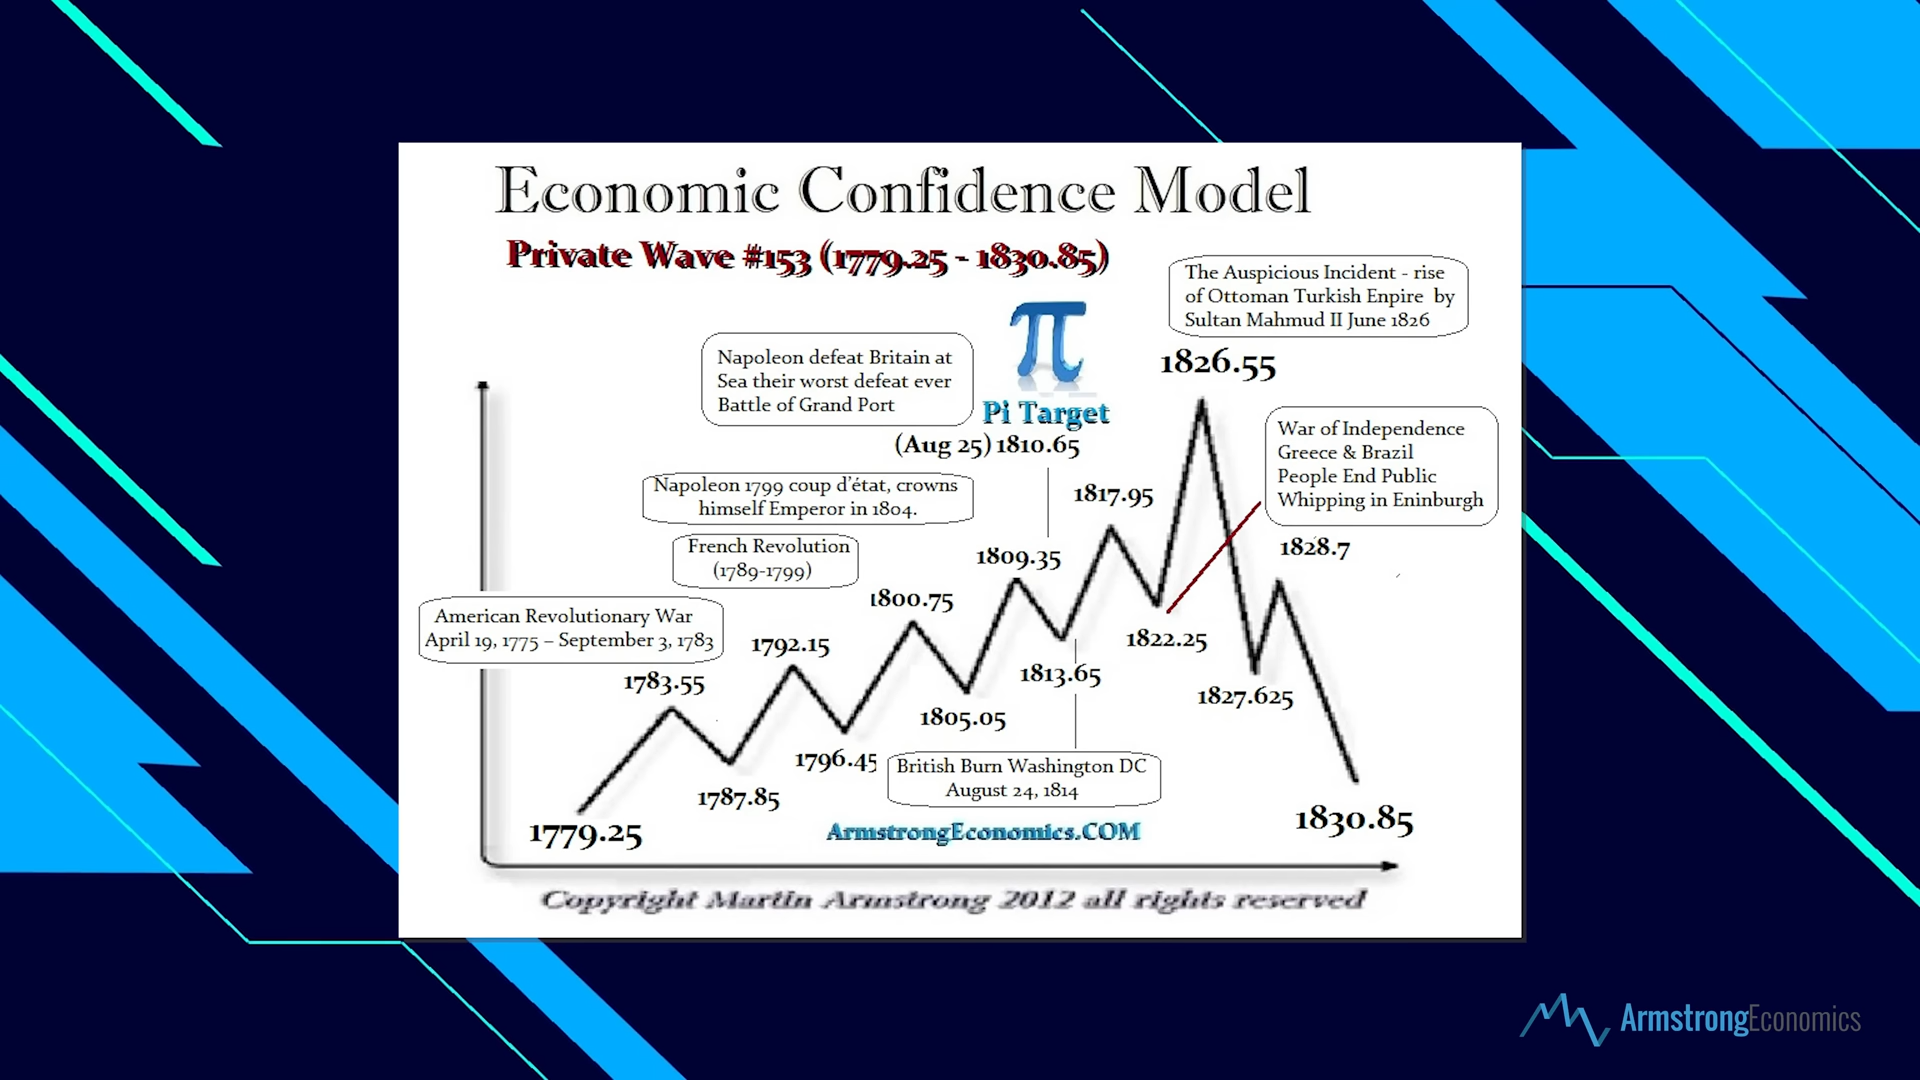 Economic Confidence Model
Private Wave #153 (1779.25 - 1830.85)
The Auspicious Incident - rise
of Ottoman Turkish Enpire by
Sultan Mahmud II June 1826
1826.55
π
Pi Target
(Aug 25) 1810.65
Napoleon defeat Britain at
Sea their worst defeat ever
Battle of Grand Port
War of Independence
Greece & Brazil
People End Public
Whipping in Eninburgh
1828.7
Napoleon 1799 coup d'état, crowns
himself Emperor in 1804.
1817.95
French Revolution
(1789-1799)
1809.35
1800.75
American Revolutionary War
April 19, 1775 – September 3, 1783
1792.15
1783.55
1822.25
1813.65
1827.625
1805.05
1796.45
1787.85
British Burn Washington DC
August 24, 1814
1779.25
1830.85
ArmstrongEconomics.COM
Copyright Martin Armstrong 2012 all rights reserved
ArmstrongEconomics